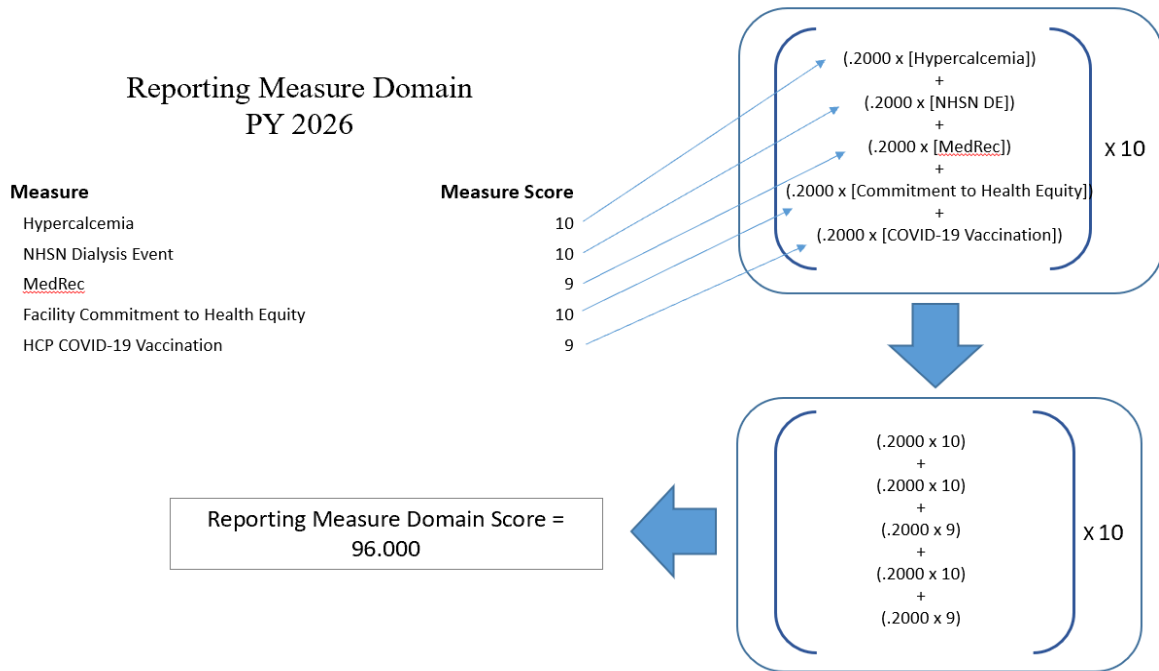 Reporting Measure Domain
PY 2026
Measure Measure Score
Hypercalcemia 10
NHSN Dialysis Event 10
MedRec 9
Facility Commitment to Health Equity 10
HCP COVID-19 Vaccination 9
(.2000 x [Hypercalcemia])
+
(.2000 x [NHSN DE])
+
(.2000 x [MedRec])
+
(.2000 x [Commitment to Health Equity])
+
(.2000 x [COVID-19 Vaccination])
X 10
(.2000 x 10)
+
(.2000 x 10)
+
(.2000 x 9)
+
(.2000 x 10)
+
(.2000 x 9)
X 10
Reporting Measure Domain Score =
96.000